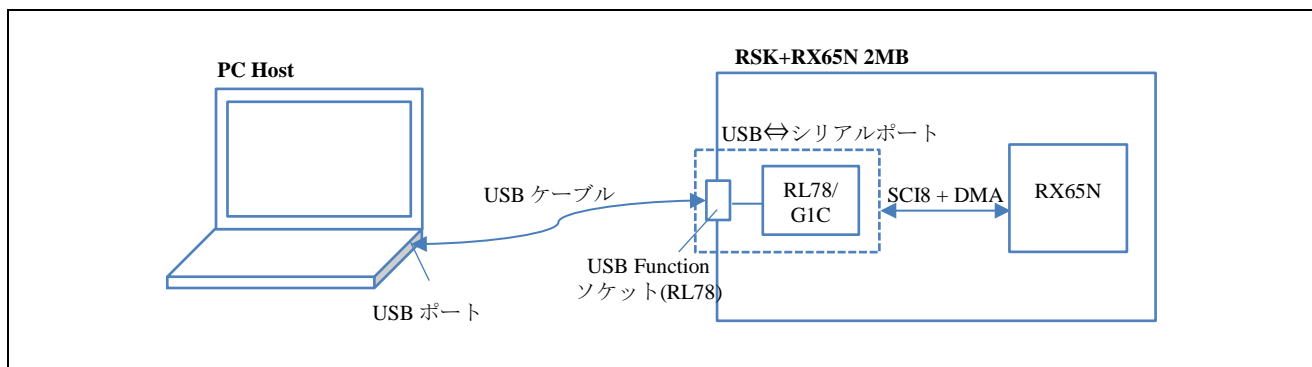 PC Host
RSK+RX65N 2MB
USB⇔シリアルポート
USB ケーブル
RL78/
G1C
SCI8 + DMA
RX65N
USB Function
ソケット(RL78)
USB ポート